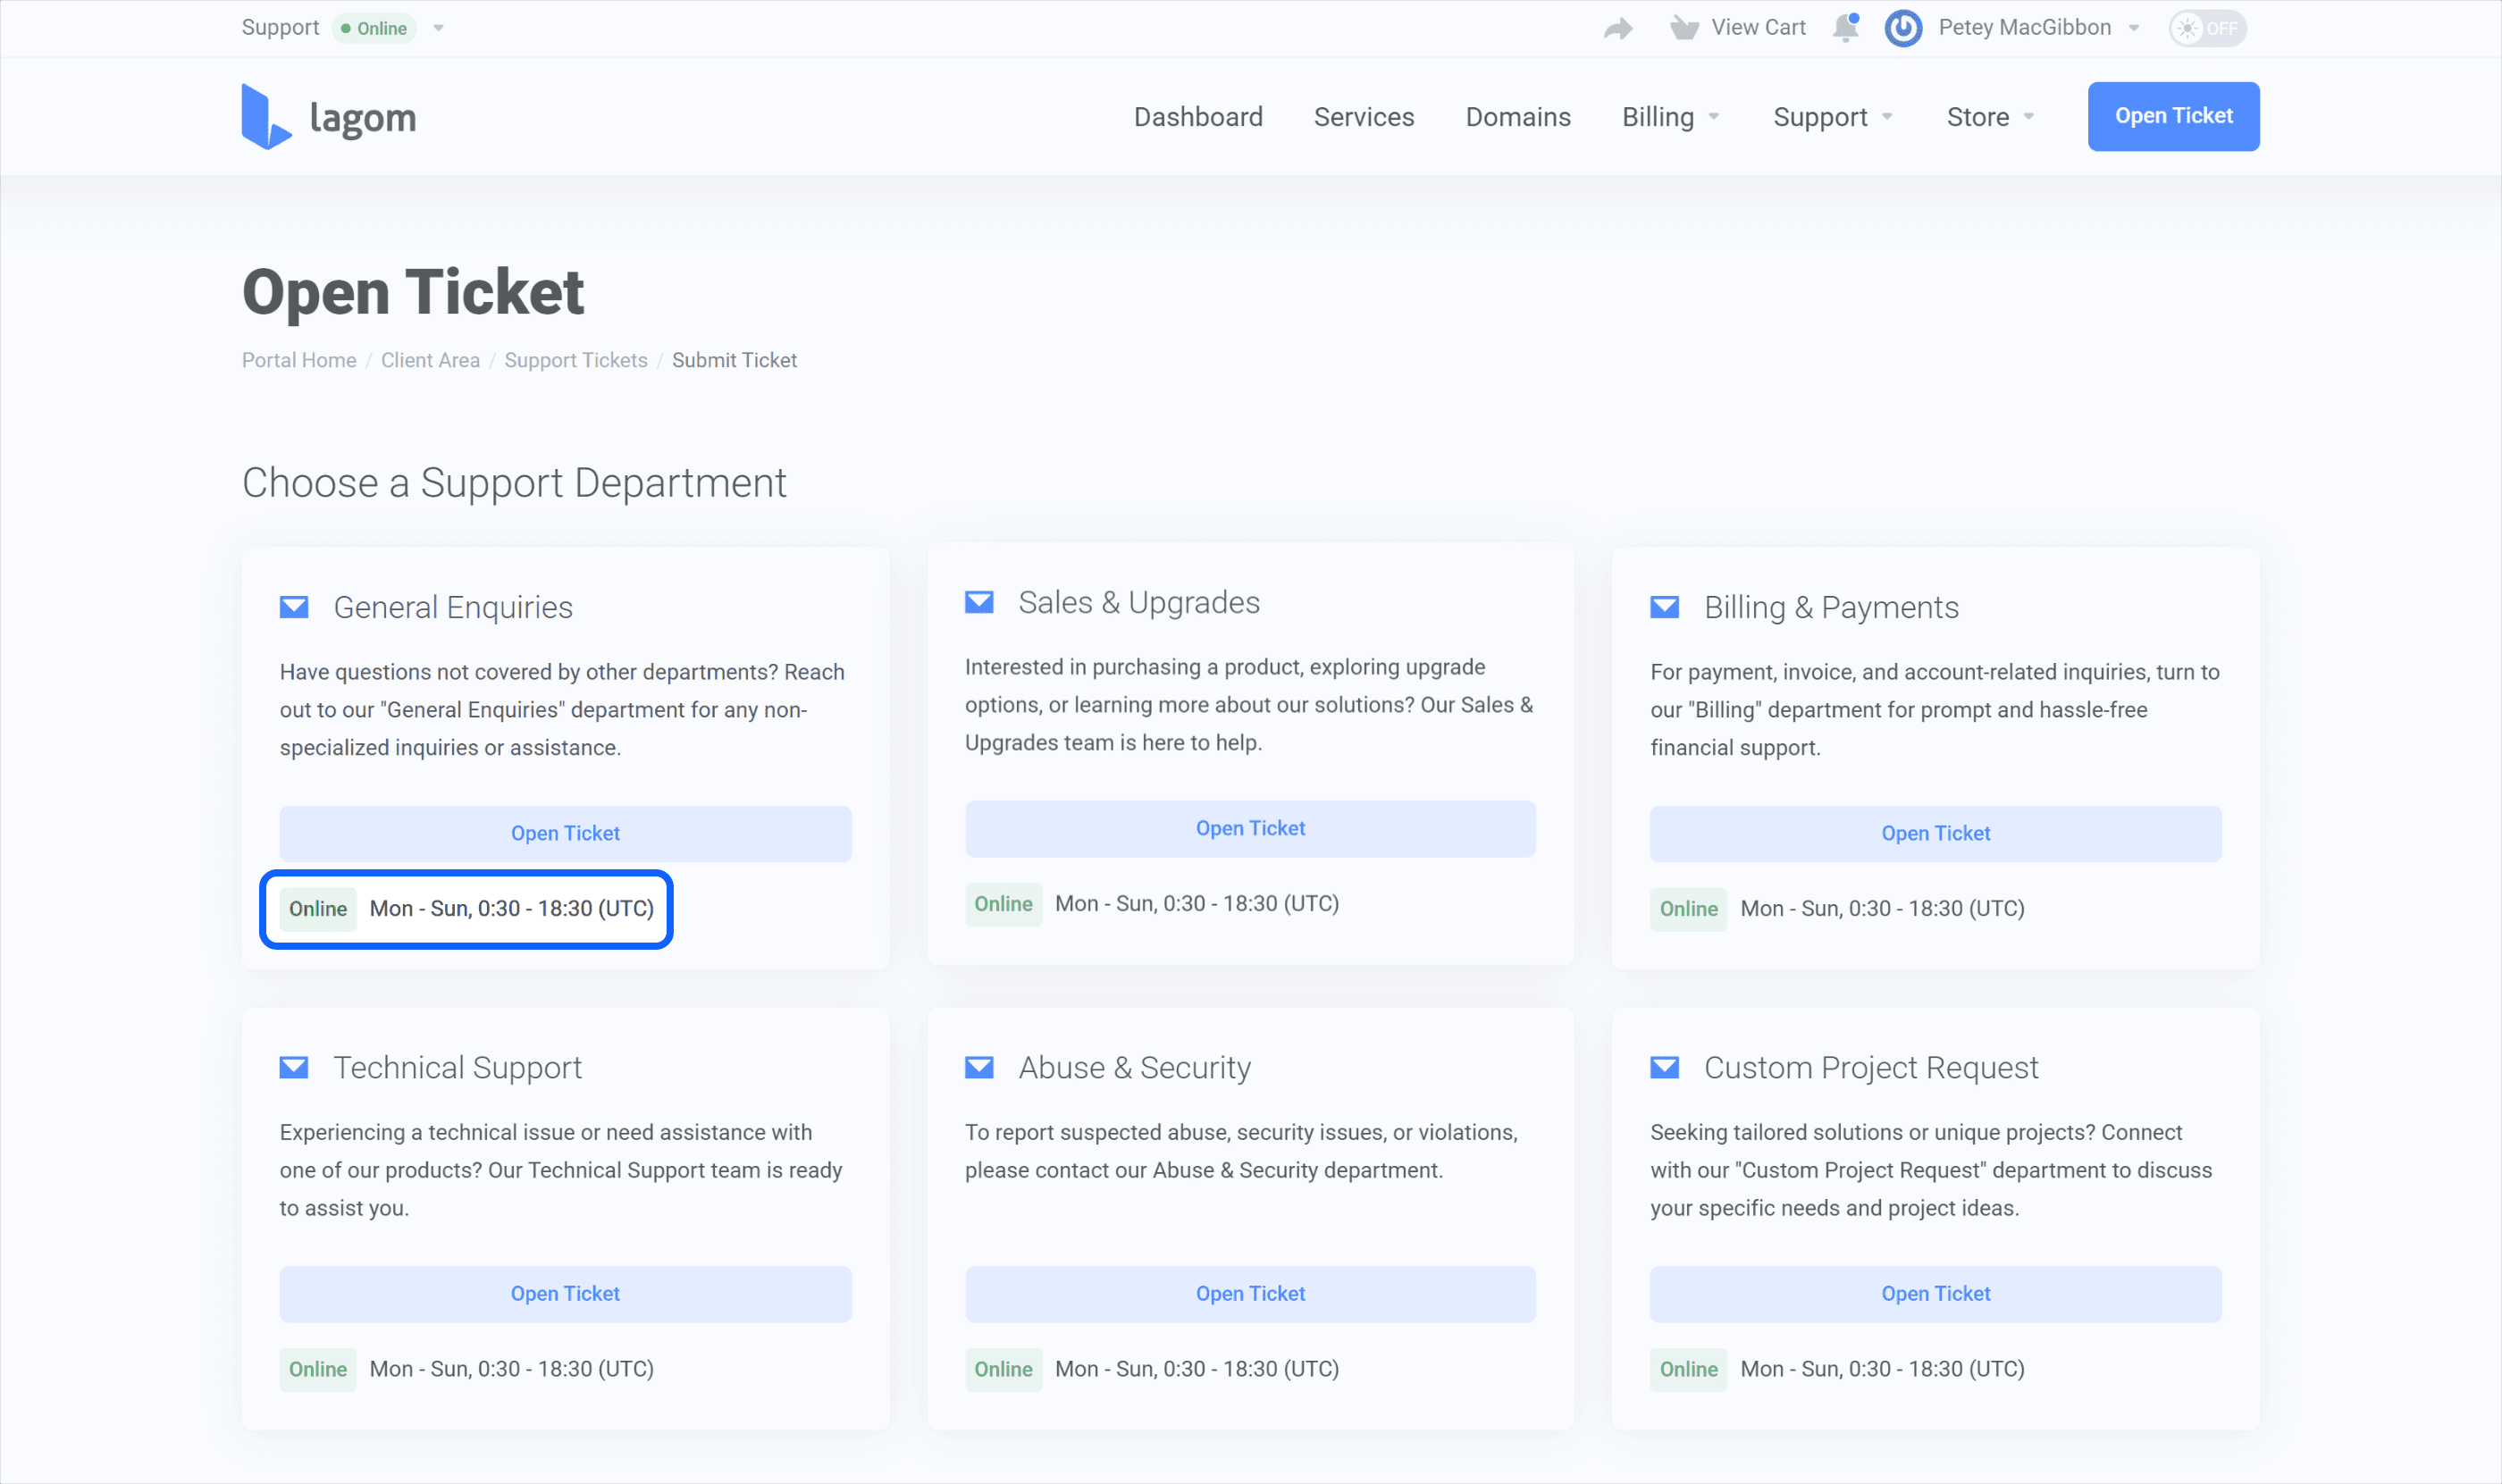 Support Online
View Cart
Petey MacGibbon
OFF
lagom
Dashboard
Services
Domains
Billing
Support
Store
Open Ticket
Open Ticket
Portal Home / Client Area / Support Tickets / Submit Ticket
Choose a Support Department
General Enquiries
Have questions not covered by other departments? Reach
out to our "General Enquiries" department for any non-
specialized inquiries or assistance.
Open Ticket
Online Mon - Sun, 0:30 - 18:30 (UTC)
Sales & Upgrades
Interested in purchasing a product, exploring upgrade
options, or learning more about our solutions? Our Sales &
Upgrades team is here to help.
Open Ticket
Online Mon - Sun, 0:30 - 18:30 (UTC)
Billing & Payments
For payment, invoice, and account-related inquiries, turn to
our "Billing" department for prompt and hassle-free
financial support.
Open Ticket
Online Mon - Sun, 0:30 - 18:30 (UTC)
Technical Support
Experiencing a technical issue or need assistance with
one of our products? Our Technical Support team is ready
to assist you.
Open Ticket
Online Mon - Sun, 0:30 - 18:30 (UTC)
Abuse & Security
To report suspected abuse, security issues, or violations,
please contact our Abuse & Security department.
Open Ticket
Online Mon - Sun, 0:30 - 18:30 (UTC)
Custom Project Request
Seeking tailored solutions or unique projects? Connect
with our "Custom Project Request" department to discuss
your specific needs and project ideas.
Open Ticket
Online Mon - Sun, 0:30 - 18:30 (UTC)